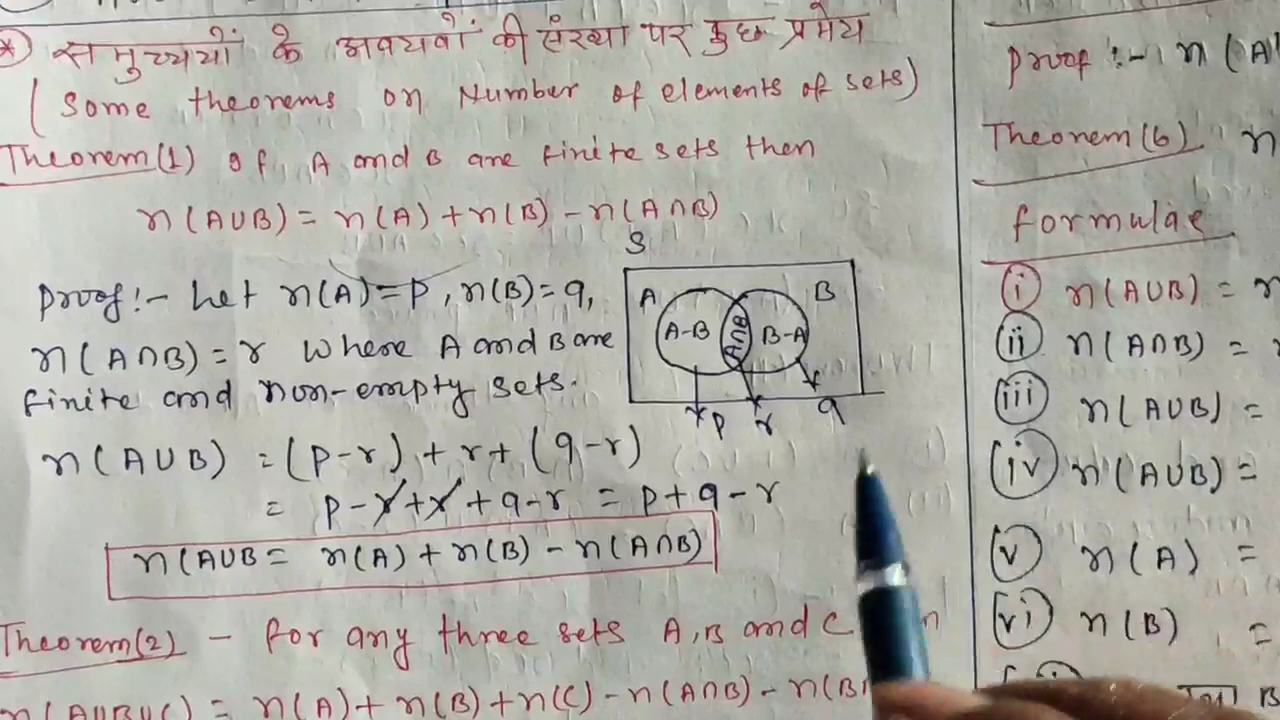 * समुच्चयों के अवयवों की संख्या पर कुछ प्रमेय
(Some theorems on Number of elements of sets)
Theorem(1) If A and B are finite sets then
n(A∪B) = n(A)+n(B)-n(A∩B)
S
A B
A-B A∩B B-A
p r q
Proof:- Let n(A)=p, n(B)=q,
n(A∩B)=r where A and B are
finite and non-empty sets.
n(A∪B) = (p-r) + r + (q-r)
= p-r+r+q-r = p+q-r
n(A∪B = n(A)+n(B)-n(A∩B)
Theorem(2) - for any three sets A, B and C
n(A∪B∪C) = n(A)+n(B)+n(C)-n(A∩B)-n(B
Proof:- n(A
Theorem(6) n
formulae
(i) n(A∪B) =
(ii) n(A∩B) =
(iii) n(A∪B) =
(iv) n(A∪B) =
(v) n(A) =
(vi) n(B) =